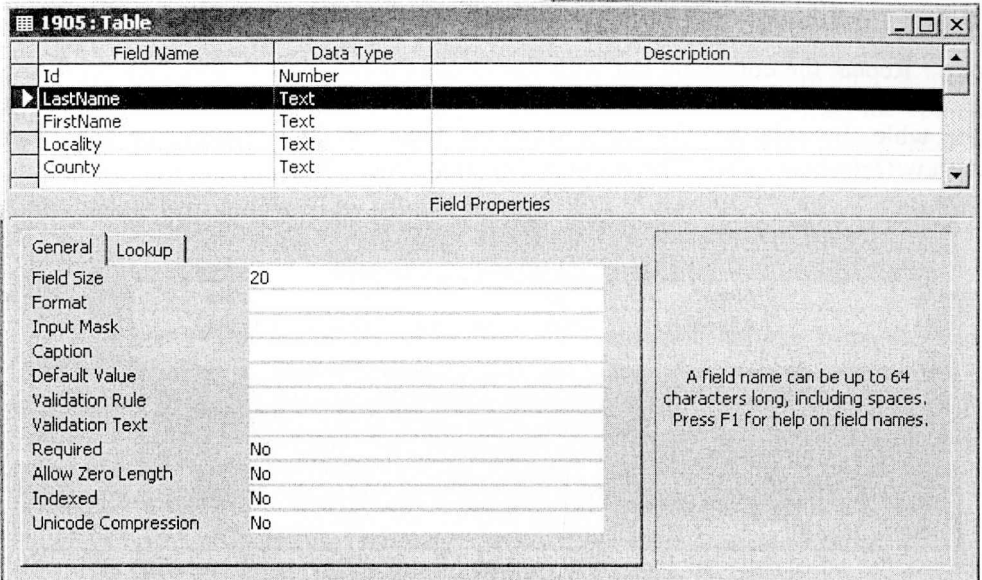 1905 : Table
Field Name Data Type Description
Id Number
LastName Text
FirstName Text
Locality Text
County Text
Field Properties
General Lookup
Field Size 20
Format
Input Mask
Caption
Default Value
Validation Rule
Validation Text
Required No
Allow Zero Length No
Indexed No
Unicode Compression No
A field name can be up to 64
characters long, including spaces.
Press F1 for help on field names.